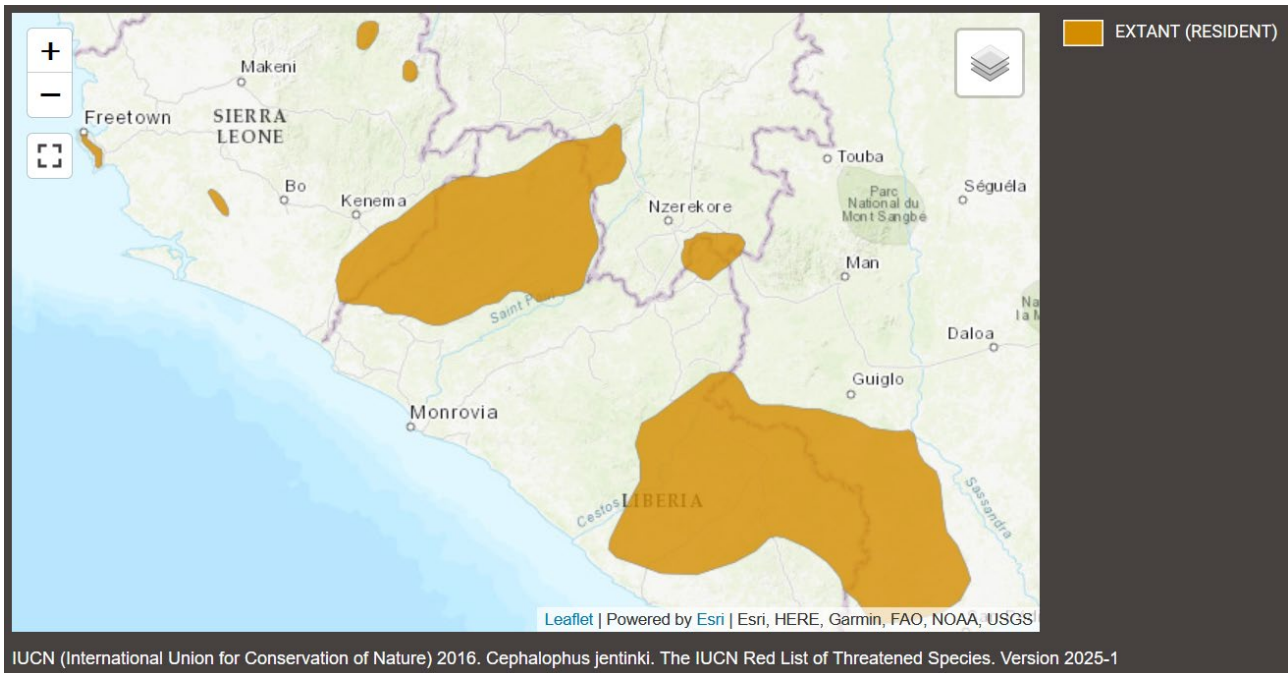 +
−
EXTANT (RESIDENT)
Makeni
Freetown
SIERRA
LEONE
Touba
Bo
Kenema
Nzerekore
Parc
National du
Mont Sangbé
Séguéla
Man
Saint Paul
Na
la M
Daloa
Guiglo
Monrovia
Cestos
LIBERIA
Sassandra
Leaflet | Powered by Esri | Esri, HERE, Garmin, FAO, NOAA, USGS
IUCN (International Union for Conservation of Nature) 2016. Cephalophus jentinki. The IUCN Red List of Threatened Species. Version 2025-1